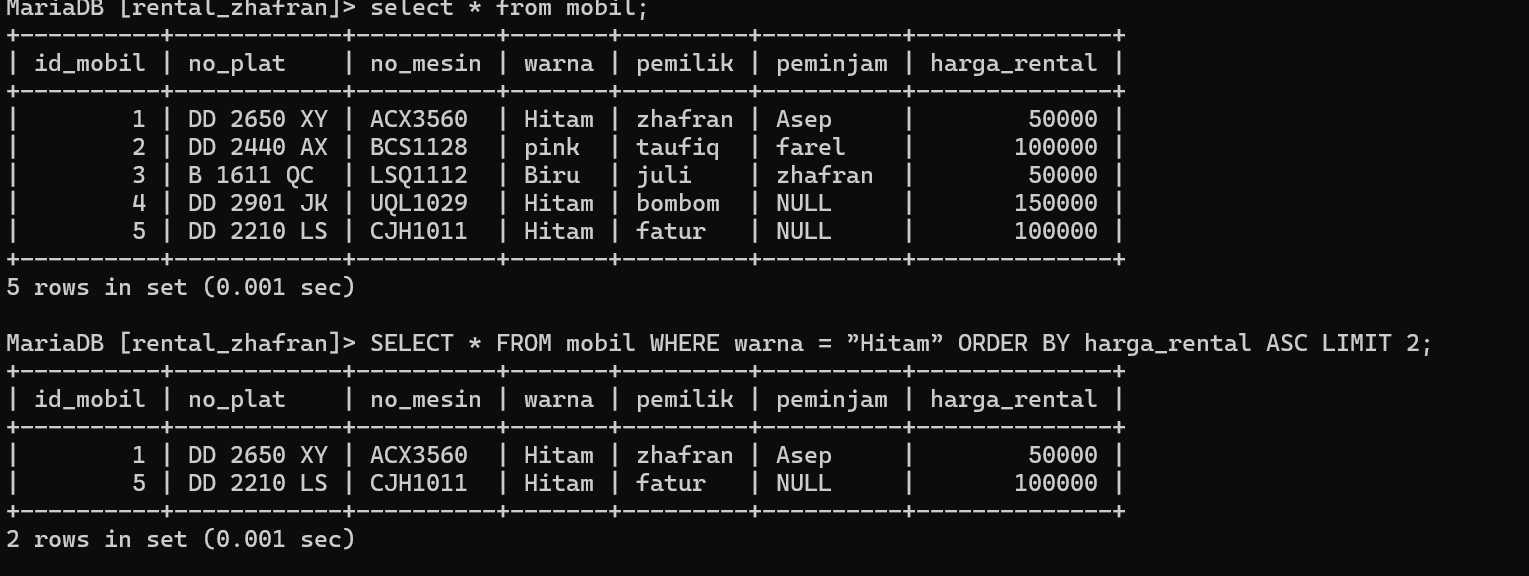 MariaDB [rental_zhafran]> select * from mobil;
+----------+------------+----------+-------+---------+----------+--------------+
| id_mobil | no_plat    | no_mesin | warna | pemilik | peminjam | harga_rental |
+----------+------------+----------+-------+---------+----------+--------------+
|        1 | DD 2650 XY | ACX3560  | Hitam | zhafran | Asep     |        50000 |
|        2 | DD 2440 AX | BCS1128  | pink  | taufiq  | farel    |       100000 |
|        3 | B 1611 QC  | LSQ1112  | Biru  | juli    | zhafran  |        50000 |
|        4 | DD 2901 JK | UQL1029  | Hitam | bombom  | NULL     |       150000 |
|        5 | DD 2210 LS | CJH1011  | Hitam | fatur   | NULL     |       100000 |
+----------+------------+----------+-------+---------+----------+--------------+
5 rows in set (0.001 sec)
MariaDB [rental_zhafran]> SELECT * FROM mobil WHERE warna = ”Hitam” ORDER BY harga_rental ASC LIMIT 2;
+----------+------------+----------+-------+---------+----------+--------------+
| id_mobil | no_plat    | no_mesin | warna | pemilik | peminjam | harga_rental |
+----------+------------+----------+-------+---------+----------+--------------+
|        1 | DD 2650 XY | ACX3560  | Hitam | zhafran | Asep     |        50000 |
|        5 | DD 2210 LS | CJH1011  | Hitam | fatur   | NULL     |       100000 |
+----------+------------+----------+-------+---------+----------+--------------+
2 rows in set (0.001 sec)